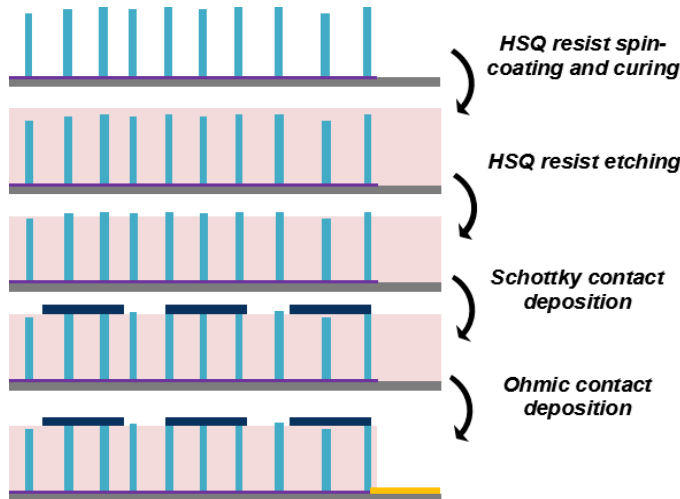 HSQ resist spin-
coating and curing
HSQ resist etching
Schottky contact
deposition
Ohmic contact
deposition